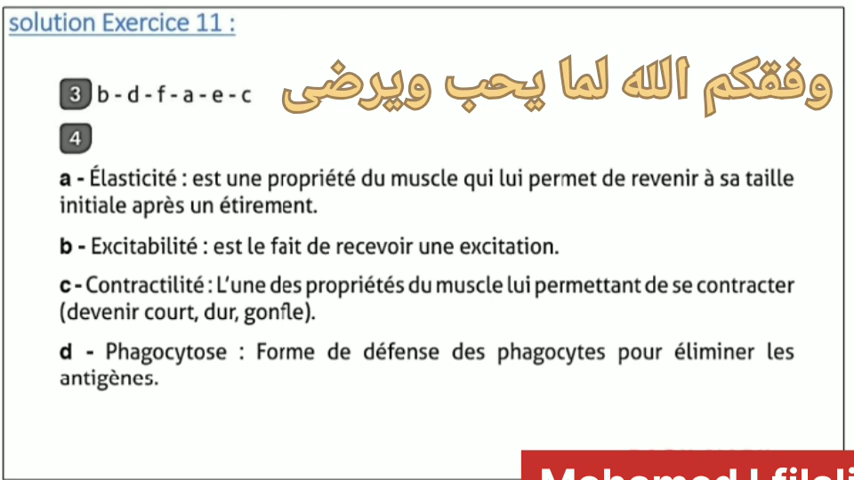 solution Exercice 11 :
وفقكم الله لما يحب ويرضى
3 b - d - f - a - e - c
4
a - Élasticité : est une propriété du muscle qui lui permet de revenir à sa taille
initiale après un étirement.
b - Excitabilité : est le fait de recevoir une excitation.
c - Contractilité : L'une des propriétés du muscle lui permettant de se contracter
(devenir court, dur, gonfle).
d - Phagocytose : Forme de défense des phagocytes pour éliminer les
antigènes.